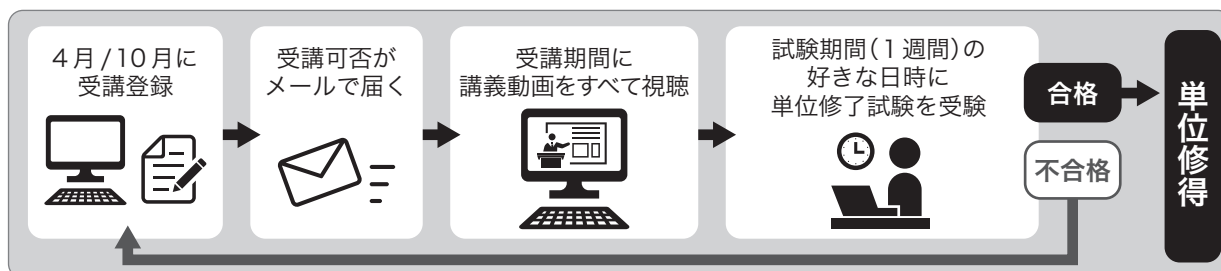 ４月/10月に
受講登録
受講可否が
メールで届く
受講期間に
講義動画をすべて視聴
試験期間（１週間）の
好きな日時に
単位修了試験を受験
合格
不合格
単位修得